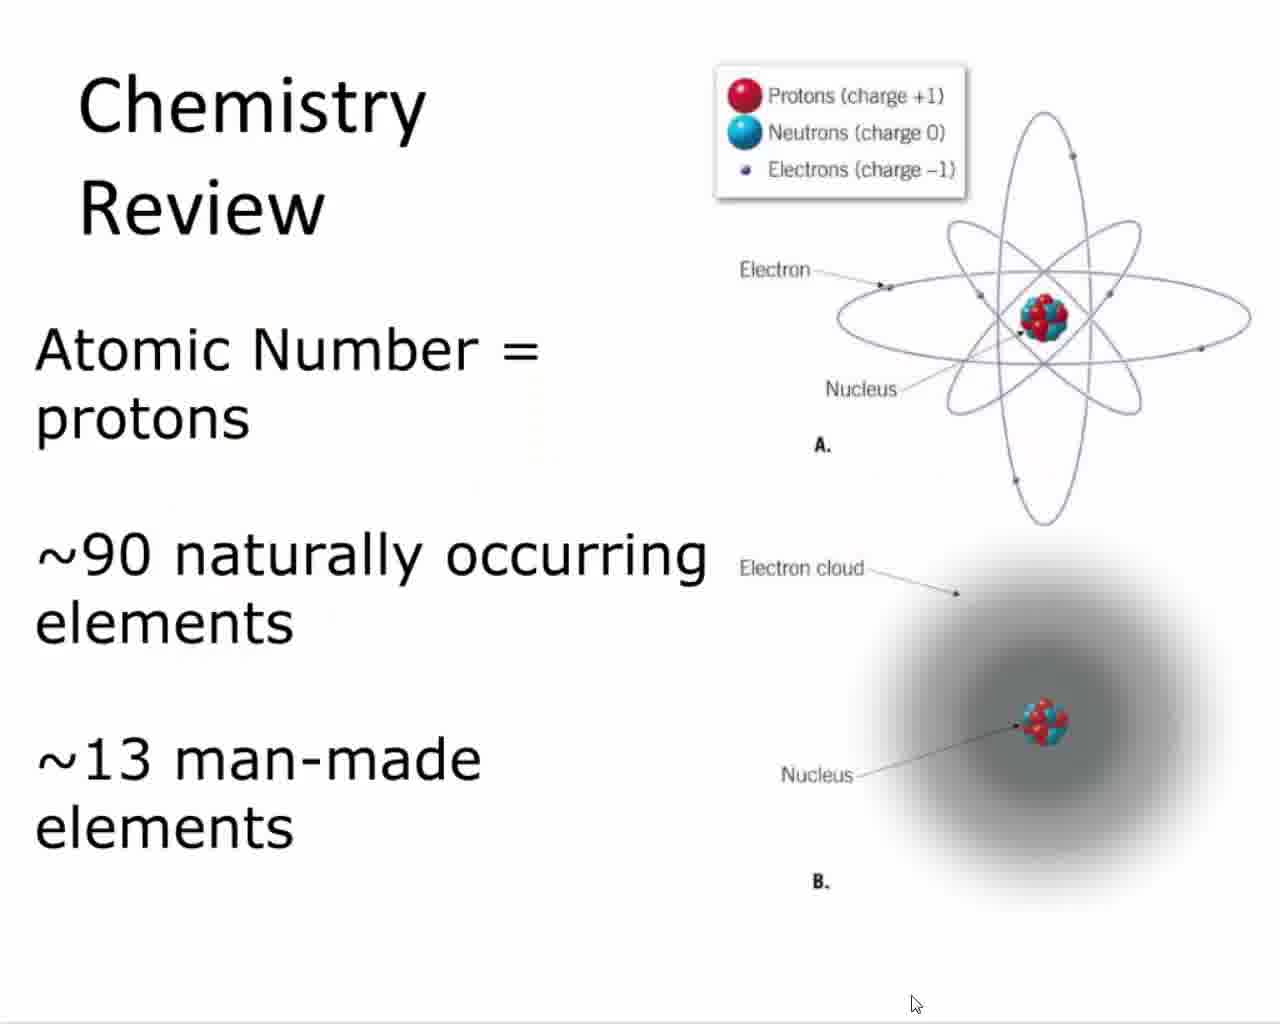 Chemistry
Review
Atomic Number =
protons
~90 naturally occurring
elements
~13 man-made
elements
Protons (charge +1)
Neutrons (charge 0)
Electrons (charge –1)
Electron
Nucleus
A.
Electron cloud
Nucleus
B.